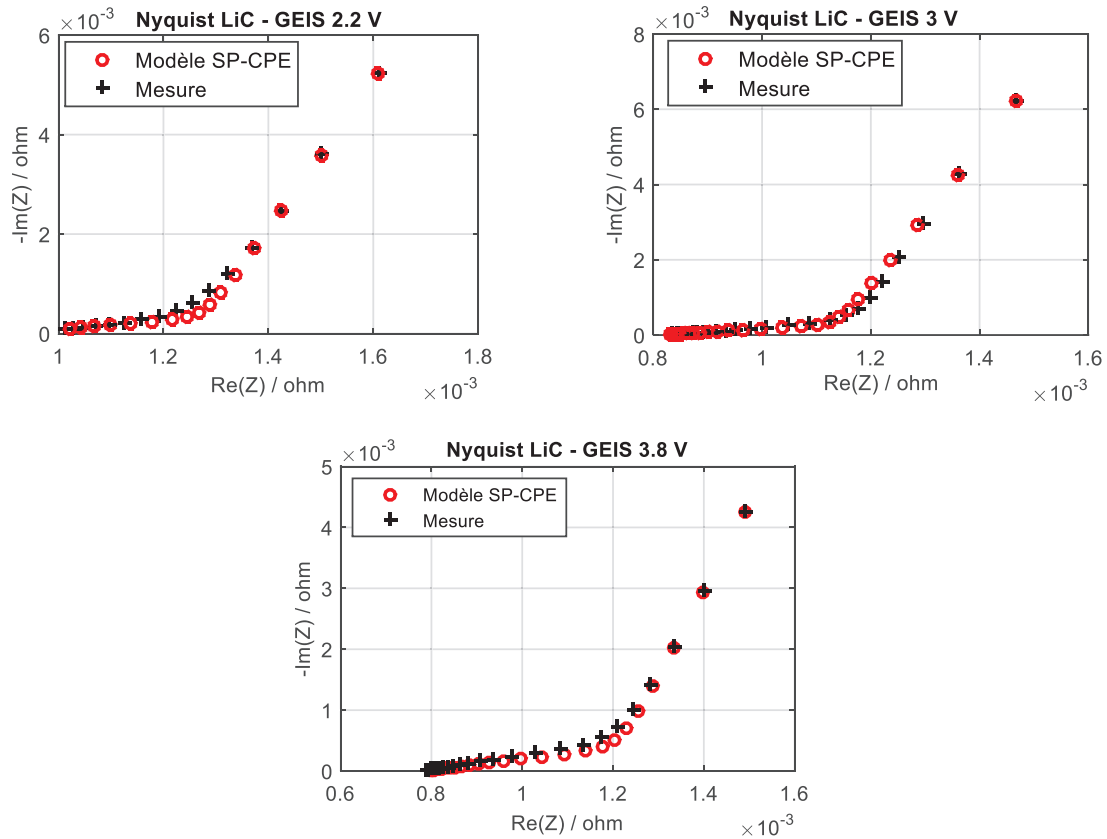 ×10⁻³
Nyquist LiC - GEIS 2.2 V
Modèle SP-CPE
Mesure
-Im(Z) / ohm
6
4
2
0
1
1.2
1.4
1.6
1.8
Re(Z) / ohm
×10⁻³
×10⁻³
Nyquist LiC - GEIS 3 V
Modèle SP-CPE
Mesure
-Im(Z) / ohm
8
6
4
2
0
0.8
1
1.2
1.4
1.6
Re(Z) / ohm
×10⁻³
×10⁻³
Nyquist LiC - GEIS 3.8 V
Modèle SP-CPE
Mesure
-Im(Z) / ohm
5
4
3
2
1
0
0.6
0.8
1
1.2
1.4
1.6
Re(Z) / ohm
×10⁻³